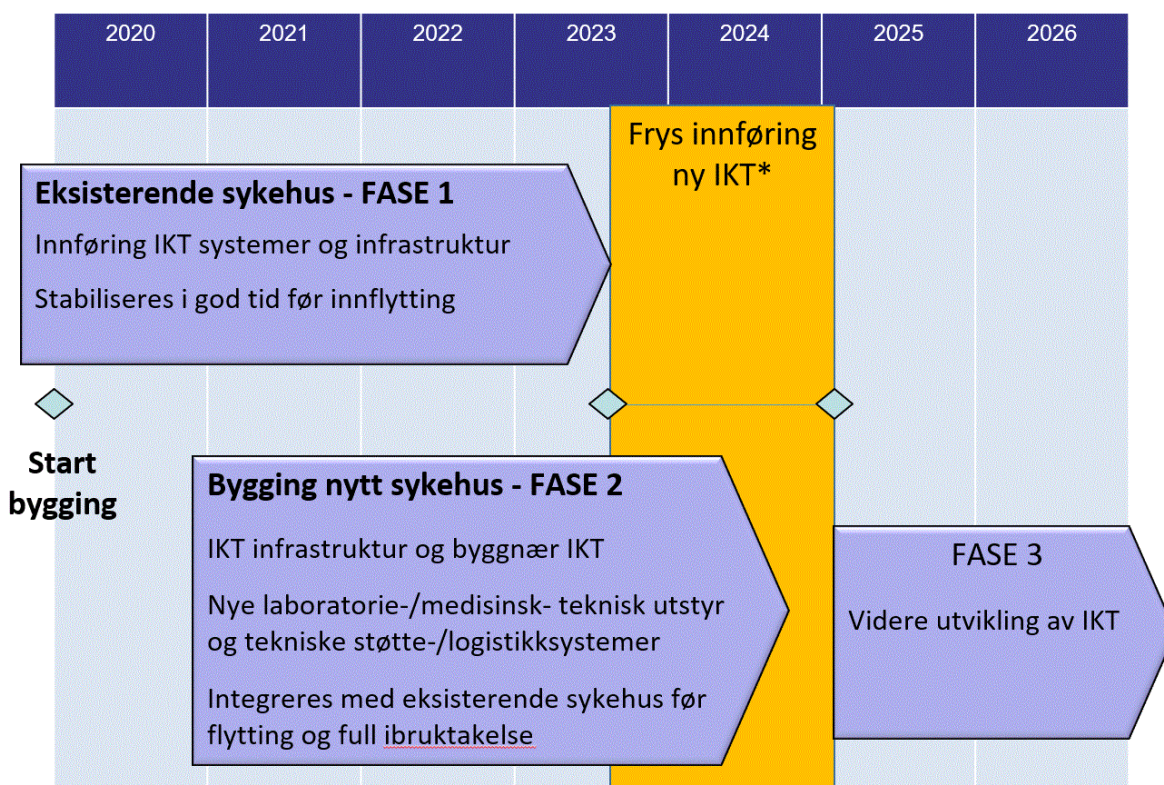 2020
2021
2022
2023
2024
2025
2026
Frys innføring
ny IKT*
Eksisterende sykehus - FASE 1
Innføring IKT systemer og infrastruktur
Stabiliseres i god tid før innflytting
Start
bygging
Bygging nytt sykehus - FASE 2
IKT infrastruktur og byggnær IKT
Nye laboratorie-/medisinsk- teknisk utstyr
og tekniske støtte-/logistikksystemer
Integreres med eksisterende sykehus før
flytting og full ibruktakelse
FASE 3
Videre utvikling av IKT